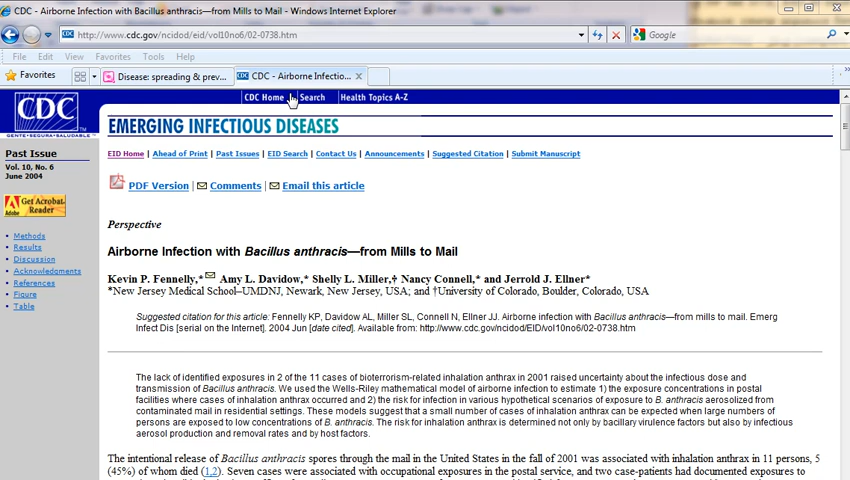 CDC - Airborne Infection with Bacillus anthracis—from Mills to Mail - Windows Internet Explorer
http://www.cdc.gov/ncidod/eid/vol10no6/02-0738.htm
Google
File Edit View Favorites Tools Help
Favorites
Disease: spreading & prev...
CDC - Airborne Infectio...
CDC Home
Search
Health Topics A-Z
CDC
EMERGING INFECTIOUS DISEASES
Past Issue
Vol. 10, No. 6
June 2004
EID Home | Ahead of Print | Past Issues | EID Search | Contact Us | Announcements | Suggested Citation | Submit Manuscript
Get Acrobat
Reader
Adobe
PDF Version | Comments | Email this article
Methods
Results
Discussion
Acknowledgments
References
Figure
Table
Perspective
Airborne Infection with Bacillus anthracis—from Mills to Mail
Kevin P. Fennelly,* Amy L. Davidow,* Shelly L. Miller,† Nancy Connell,* and Jerrold J. Ellner*
*New Jersey Medical School–UMDNJ, Newark, New Jersey, USA; and †University of Colorado, Boulder, Colorado, USA
Suggested citation for this article: Fennelly KP, Davidow AL, Miller SL, Connell N, Ellner JJ. Airborne infection with Bacillus anthracis—from mills to mail. Emerg
Infect Dis [serial on the Internet]. 2004 Jun [date cited]. Available from: http://www.cdc.gov/ncidod/EID/vol10no6/02-0738.htm
The lack of identified exposures in 2 of the 11 cases of bioterrorism-related inhalation anthrax in 2001 raised uncertainty about the infectious dose and
transmission of Bacillus anthracis. We used the Wells-Riley mathematical model of airborne infection to estimate 1) the exposure concentrations in postal
facilities where cases of inhalation anthrax occurred and 2) the risk for infection in various hypothetical scenarios of exposure to B. anthracis aerosolized from
contaminated mail in residential settings. These models suggest that a small number of cases of inhalation anthrax can be expected when large numbers of
persons are exposed to low concentrations of B. anthracis. The risk for inhalation anthrax is determined not only by bacillary virulence factors but also by infectious
aerosol production and removal rates and by host factors.
The intentional release of Bacillus anthracis spores through the mail in the United States in the fall of 2001 was associated with inhalation anthrax in 11 persons, 5
(45%) of whom died (1,2). Seven cases were associated with occupational exposures in the postal service, and two case-patients had documented exposures to